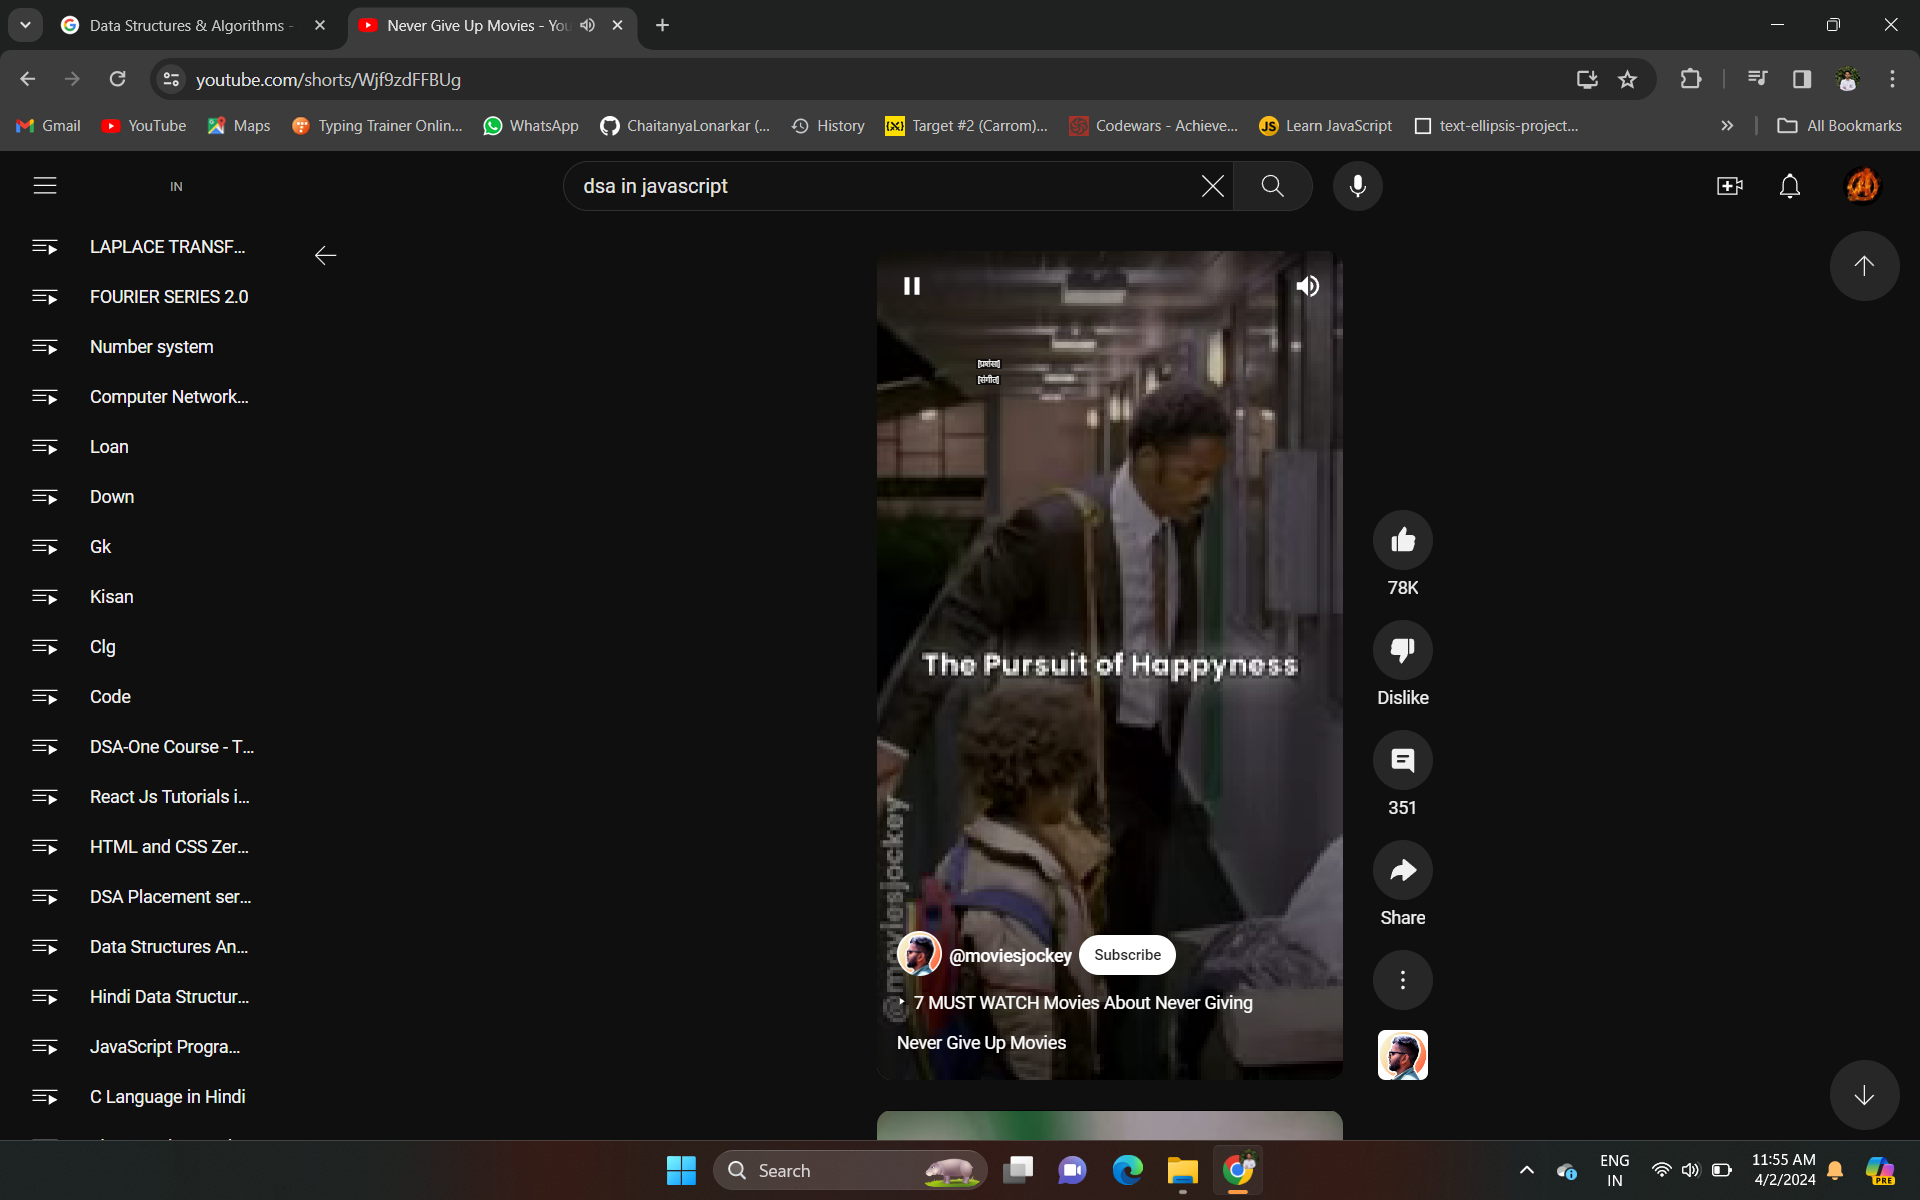 Data Structures & Algorithms -
Never Give Up Movies - You
youtube.com/shorts/Wjf9zdFFBUg
Gmail
YouTube
Maps
Typing Trainer Onlin...
WhatsApp
ChaitanyaLonarkar (...
History
Target #2 (Carrom)...
Codewars - Achieve...
JS
Learn JavaScript
text-ellipsis-project...
All Bookmarks
IN
dsa in javascript
LAPLACE TRANSF...
FOURIER SERIES 2.0
Number system
Computer Network...
Loan
Down
Gk
Kisan
Clg
Code
DSA-One Course - T...
React Js Tutorials i...
HTML and CSS Zer...
DSA Placement ser...
Data Structures An...
Hindi Data Structur...
JavaScript Progra...
C Language in Hindi
[प्रशंसा]
[संगीत]
The Pursuit of Happyness
@moviesjockey
@moviesjockey
Subscribe
7 MUST WATCH Movies About Never Giving
Never Give Up Movies
78K
Dislike
351
Share
Search
ENG
IN
11:55 AM
4/2/2024
PRE